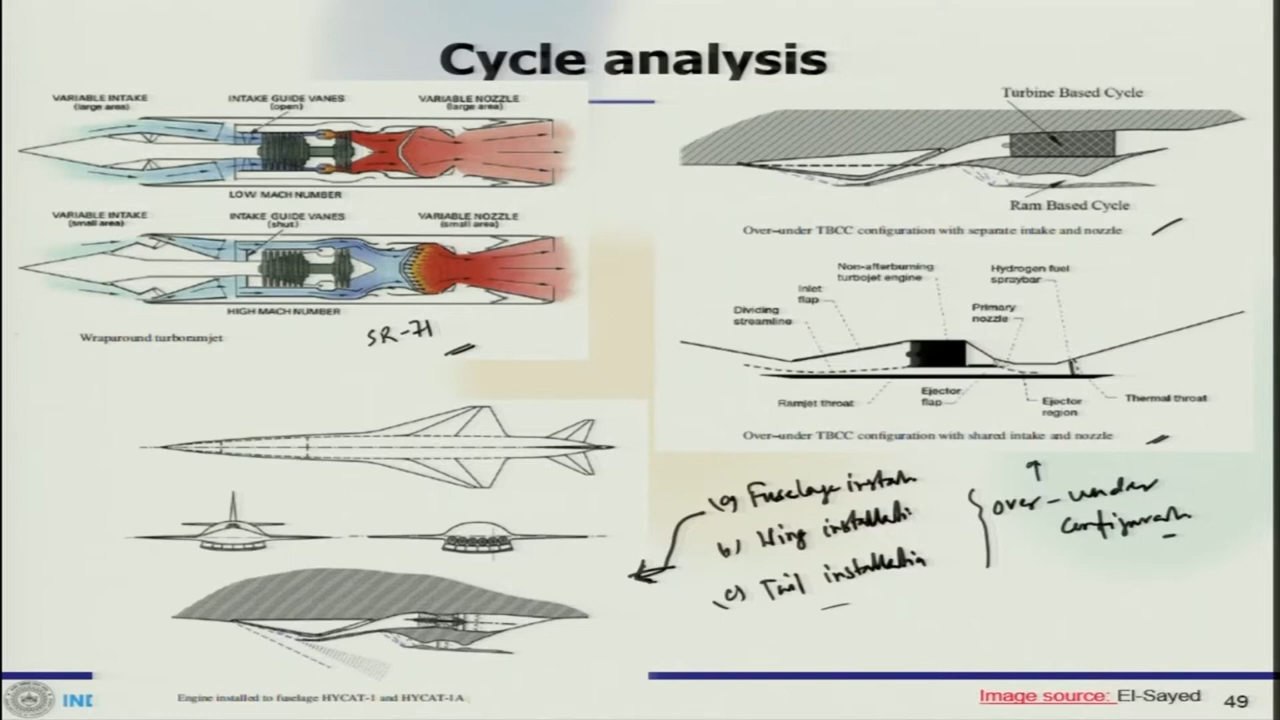 Cycle analysis
VARIABLE INTAKE
(large area)
INTAKE GUIDE VANES
(open)
VARIABLE NOZZLE
(large area)
LOW MACH NUMBER
VARIABLE INTAKE
(small area)
INTAKE GUIDE VANES
(shut)
VARIABLE NOZZLE
(small area)
HIGH MACH NUMBER
Wraparound turboramjet
SR-71
Turbine Based Cycle
Ram Based Cycle
Over-under TBCC configuration with separate intake and nozzle
Non-afterburning
turbojet engine
Hydrogen fuel
spraybar
Inlet
flap
Primary
nozzle
Dividing
streamline
Ramjet throat
Ejector
flap
Ejector
region
Thermal throat
Over-under TBCC configuration with shared intake and nozzle
Fuselage
b) Wing
c) Tail installation
over-under
Engine installed to fuselage HYCAT-1 and HYCAT-1A
IND
Image source: El-Sayed
49